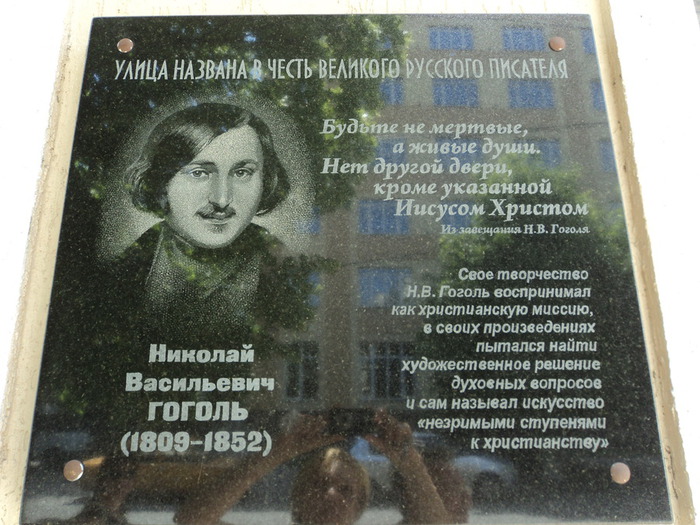 УЛИЦА НАЗВАНА В ЧЕСТЬ ВЕЛИКОГО РУССКОГО ПИСАТЕЛЯ
Будьте не мертвые,
а живые души.
Нет другой двери,
кроме указанной
Иисусом Христом
Из завещания Н.В. Гоголя
Николай
Васильевич
ГОГОЛЬ
(1809–1852)
Свое творчество
Н.В. Гоголь воспринимал
как христианскую миссию,
в своих произведениях
пытался найти
художественное решение
духовных вопросов
и сам называл искусство
«незримыми ступенями
к христианству»